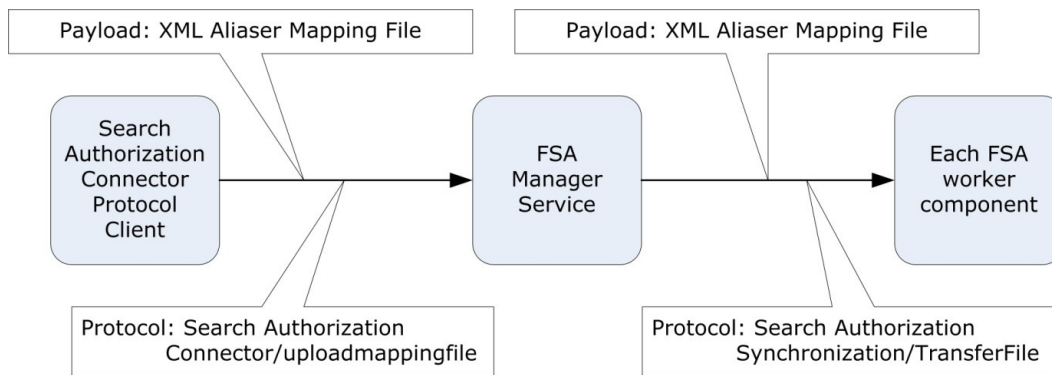 Payload: XML Aliaser Mapping File
Payload: XML Aliaser Mapping File
Search
Authorization
Connector
Protocol
Client
FSA
Manager
Service
Each FSA
worker
component
Protocol: Search Authorization
Connector/uploadmappingfile
Protocol: Search Authorization
Synchronization/TransferFile